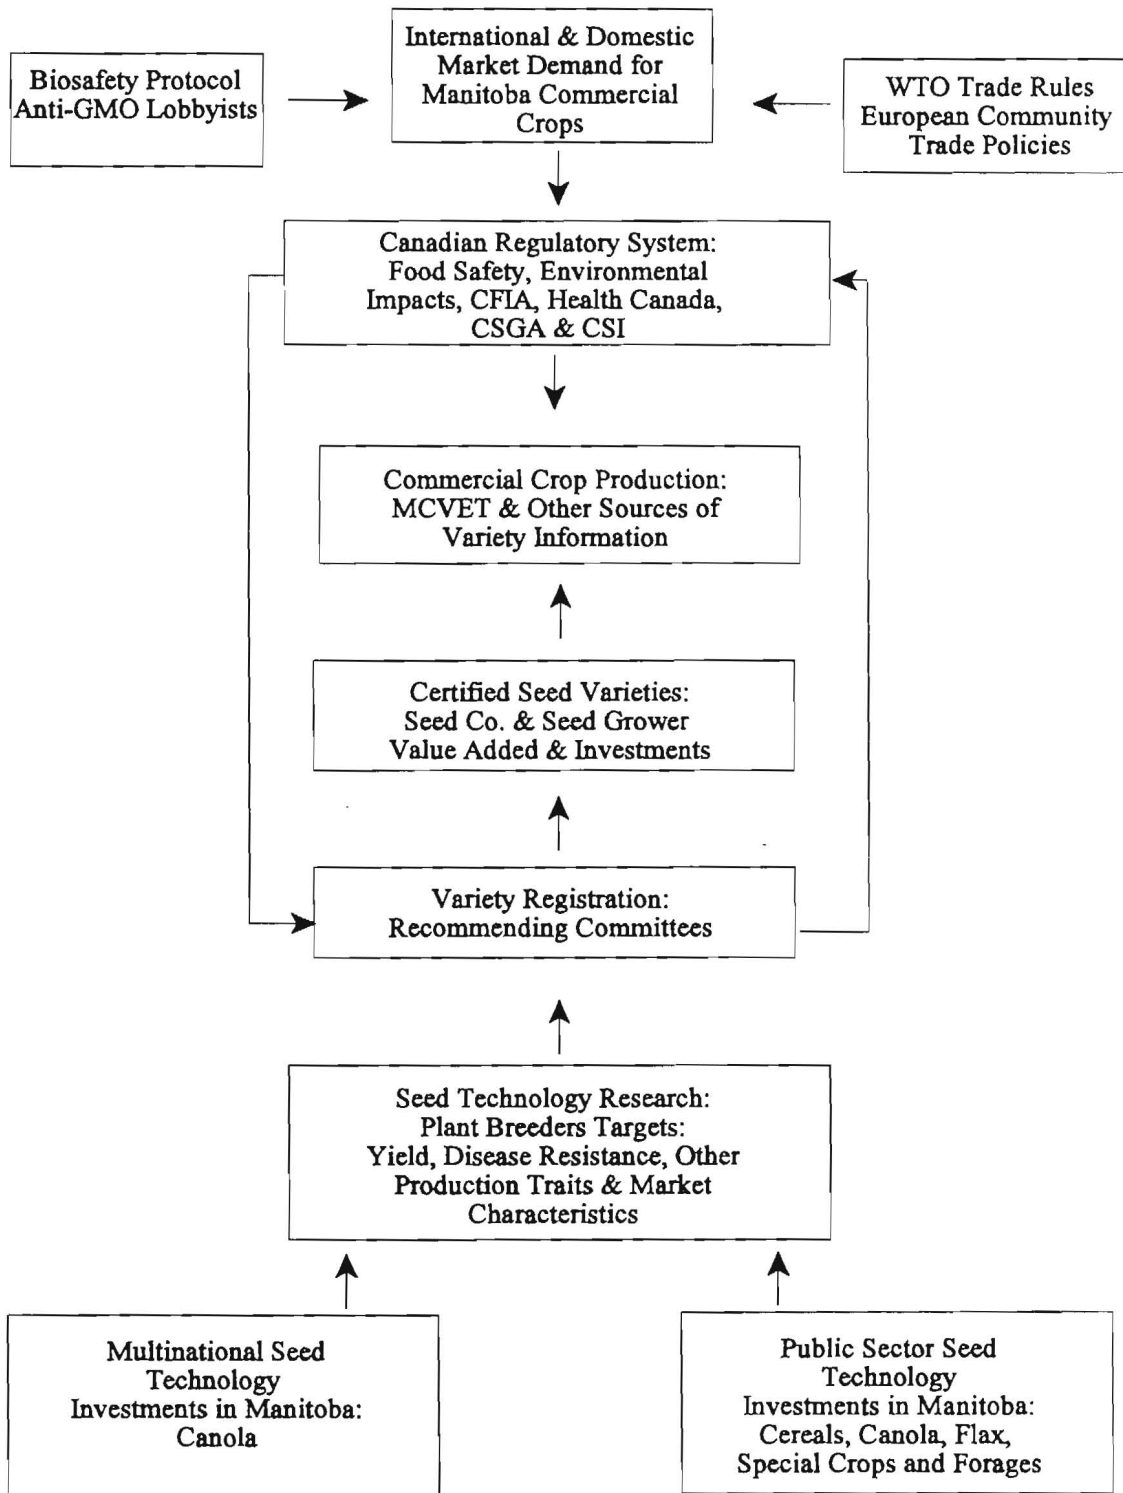 International & Domestic
Market Demand for
Manitoba Commercial
Crops
Biosafety Protocol
Anti-GMO Lobbyists
WTO Trade Rules
European Community
Trade Policies
Canadian Regulatory System:
Food Safety, Environmental
Impacts, CFIA, Health Canada,
CSGA & CSI
Commercial Crop Production:
MCVET & Other Sources of
Variety Information
Certified Seed Varieties:
Seed Co. & Seed Grower
Value Added & Investments
Variety Registration:
Recommending Committees
Seed Technology Research:
Plant Breeders Targets:
Yield, Disease Resistance, Other
Production Traits & Market
Characteristics
Multinational Seed
Technology
Investments in Manitoba:
Canola
Public Sector Seed
Technology
Investments in Manitoba:
Cereals, Canola, Flax,
Special Crops and Forages